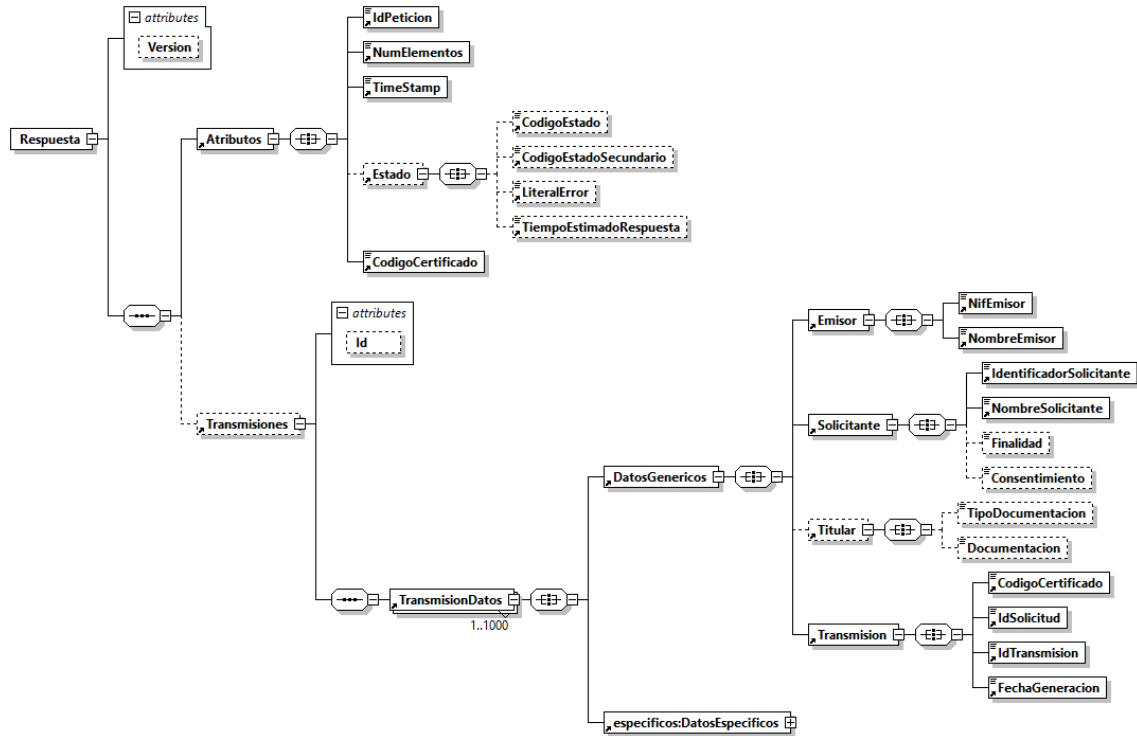 attributes
Version
Respuesta
Atributos
IdPeticion
NumElementos
TimeStamp
Estado
CodigoEstado
CodigoEstadoSecundario
LiteralError
TiempoEstimadoRespuesta
CodigoCertificado
Transmisiones
attributes
Id
TransmisionDatos
1..1000
DatosGenericos
Emisor
NifEmisor
NombreEmisor
Solicitante
IdentificadorSolicitante
NombreSolicitante
Finalidad
Consentimiento
Titular
TipoDocumentacion
Documentacion
Transmision
CodigoCertificado
IdSolicitud
IdTransmision
FechaGeneracion
especificos:DatosEspecificos